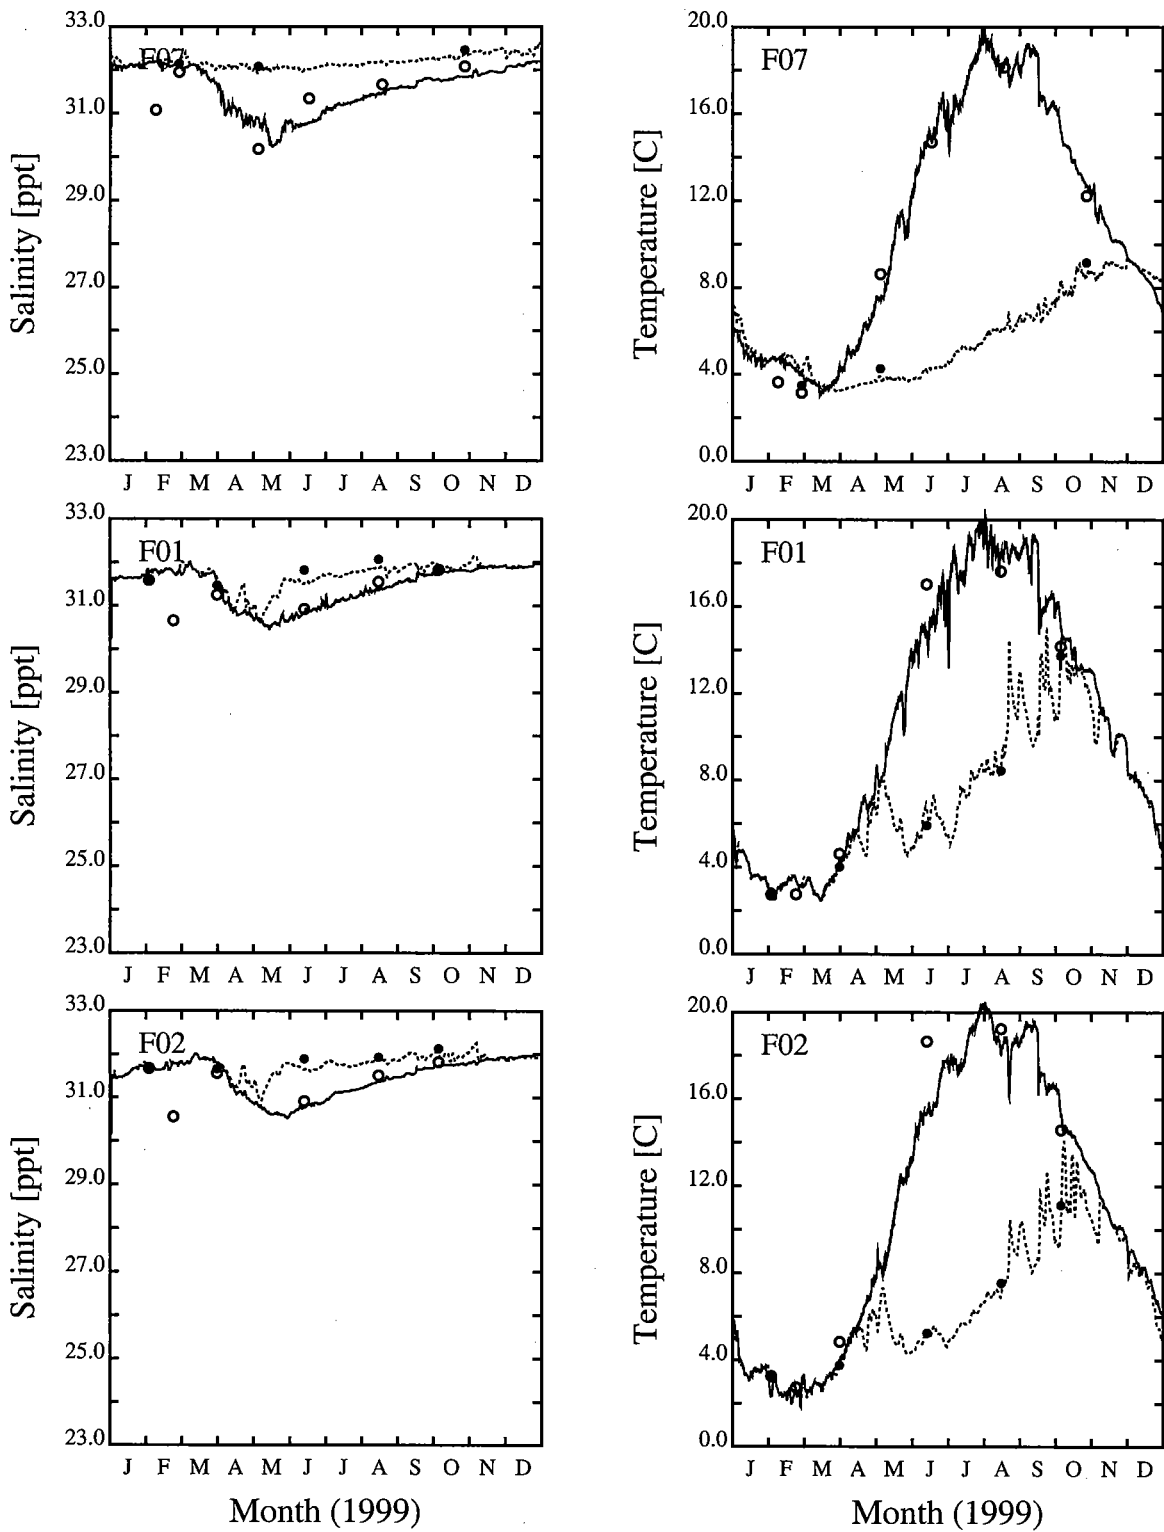 33.0
31.0
29.0
27.0
25.0
23.0
F07
Salinity [ppt]
J F M A M J J A S O N D
20.0
16.0
12.0
8.0
4.0
0.0
F07
Temperature [C]
J F M A M J J A S O N D
33.0
31.0
29.0
27.0
25.0
23.0
F01
Salinity [ppt]
J F M A M J J A S O N D
20.0
16.0
12.0
8.0
4.0
0.0
F01
Temperature [C]
J F M A M J J A S O N D
33.0
31.0
29.0
27.0
25.0
23.0
F02
Salinity [ppt]
J F M A M J J A S O N D
Month (1999)
20.0
16.0
12.0
8.0
4.0
0.0
F02
Temperature [C]
J F M A M J J A S O N D
Month (1999)